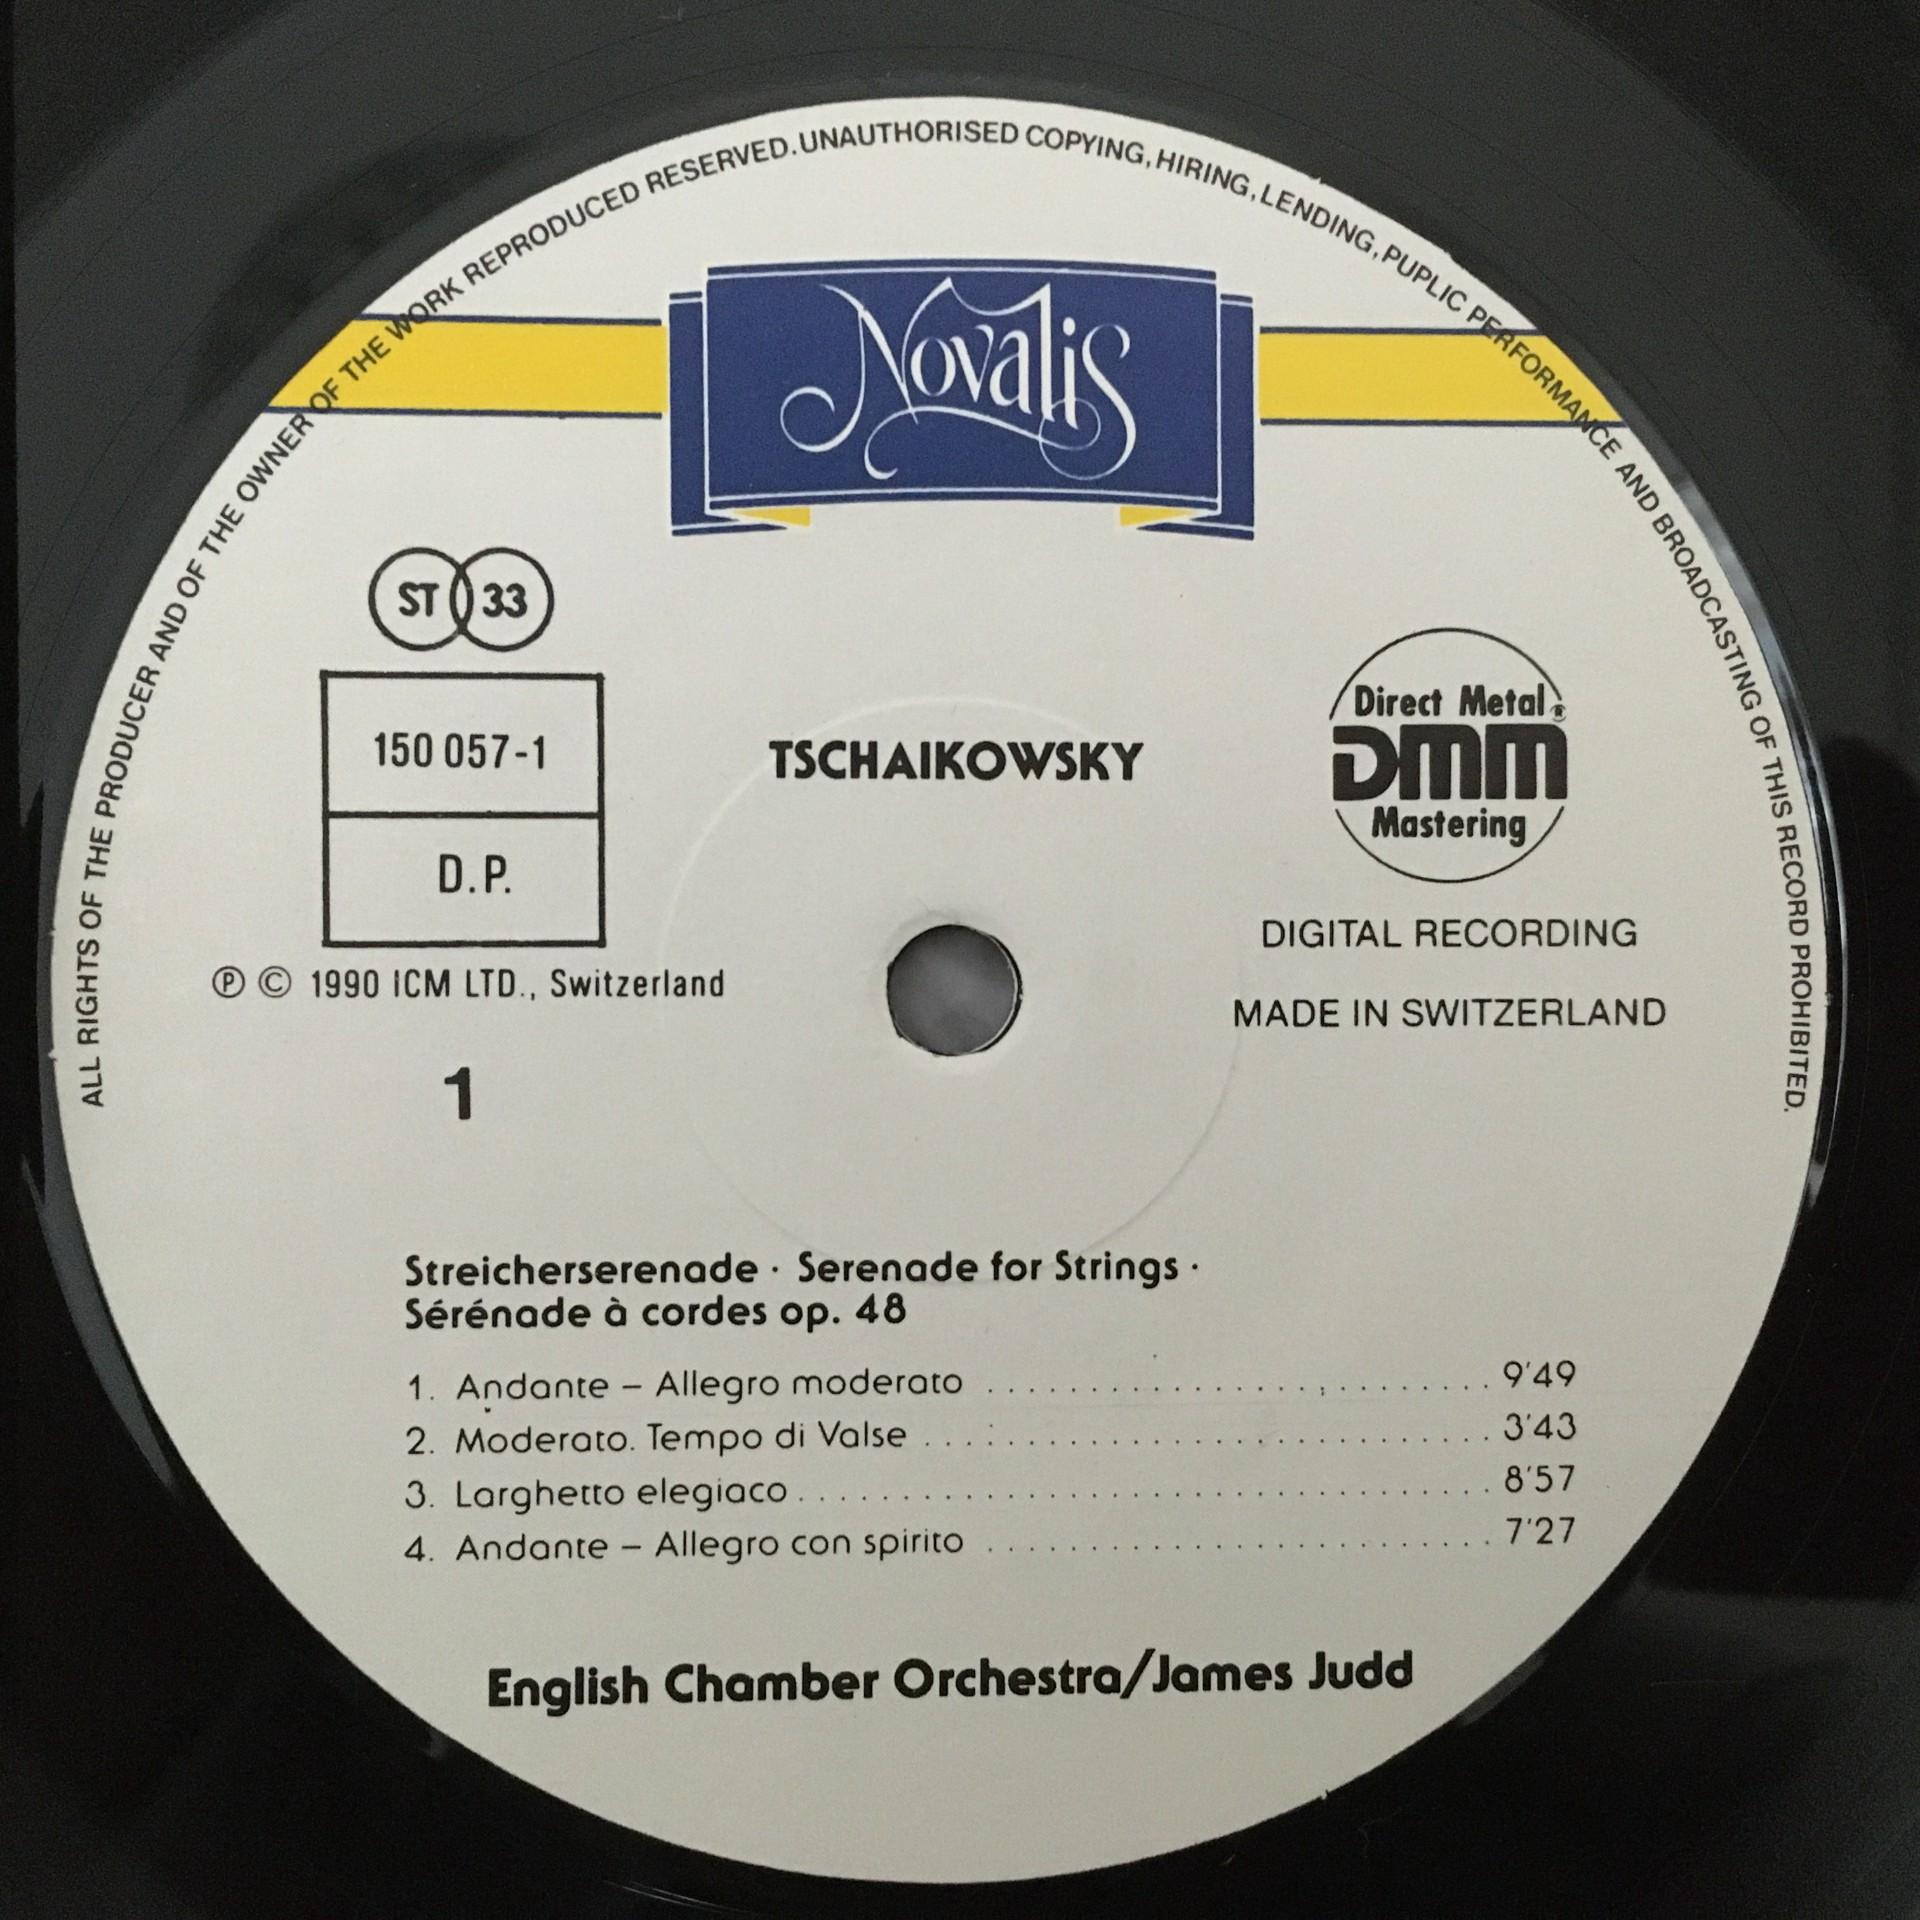 ALL RIGHTS OF THE PRODUCER AND OF THE OWNER OF THE WORK REPRODUCED RESERVED. UNAUTHORISED COPYING, HIRING, LENDING, PUPLIC PERFORMANCE AND BROADCASTING OF THIS RECORD PROHIBITED.
Novalis
ST 33
150 057-1
D.P.
℗ © 1990 ICM LTD., Switzerland
1
TSCHAIKOWSKY
Direct Metal ®
DMM
Mastering
DIGITAL RECORDING
MADE IN SWITZERLAND
Streicherserenade · Serenade for Strings ·
Sérénade à cordes op. 48
1. Andante – Allegro moderato ........................ 9'49
2. Moderato. Tempo di Valse ........................... 3'43
3. Larghetto elegiaco ................................. 8'57
4. Andante – Allegro con spirito ........................ 7'27
English Chamber Orchestra/James Judd